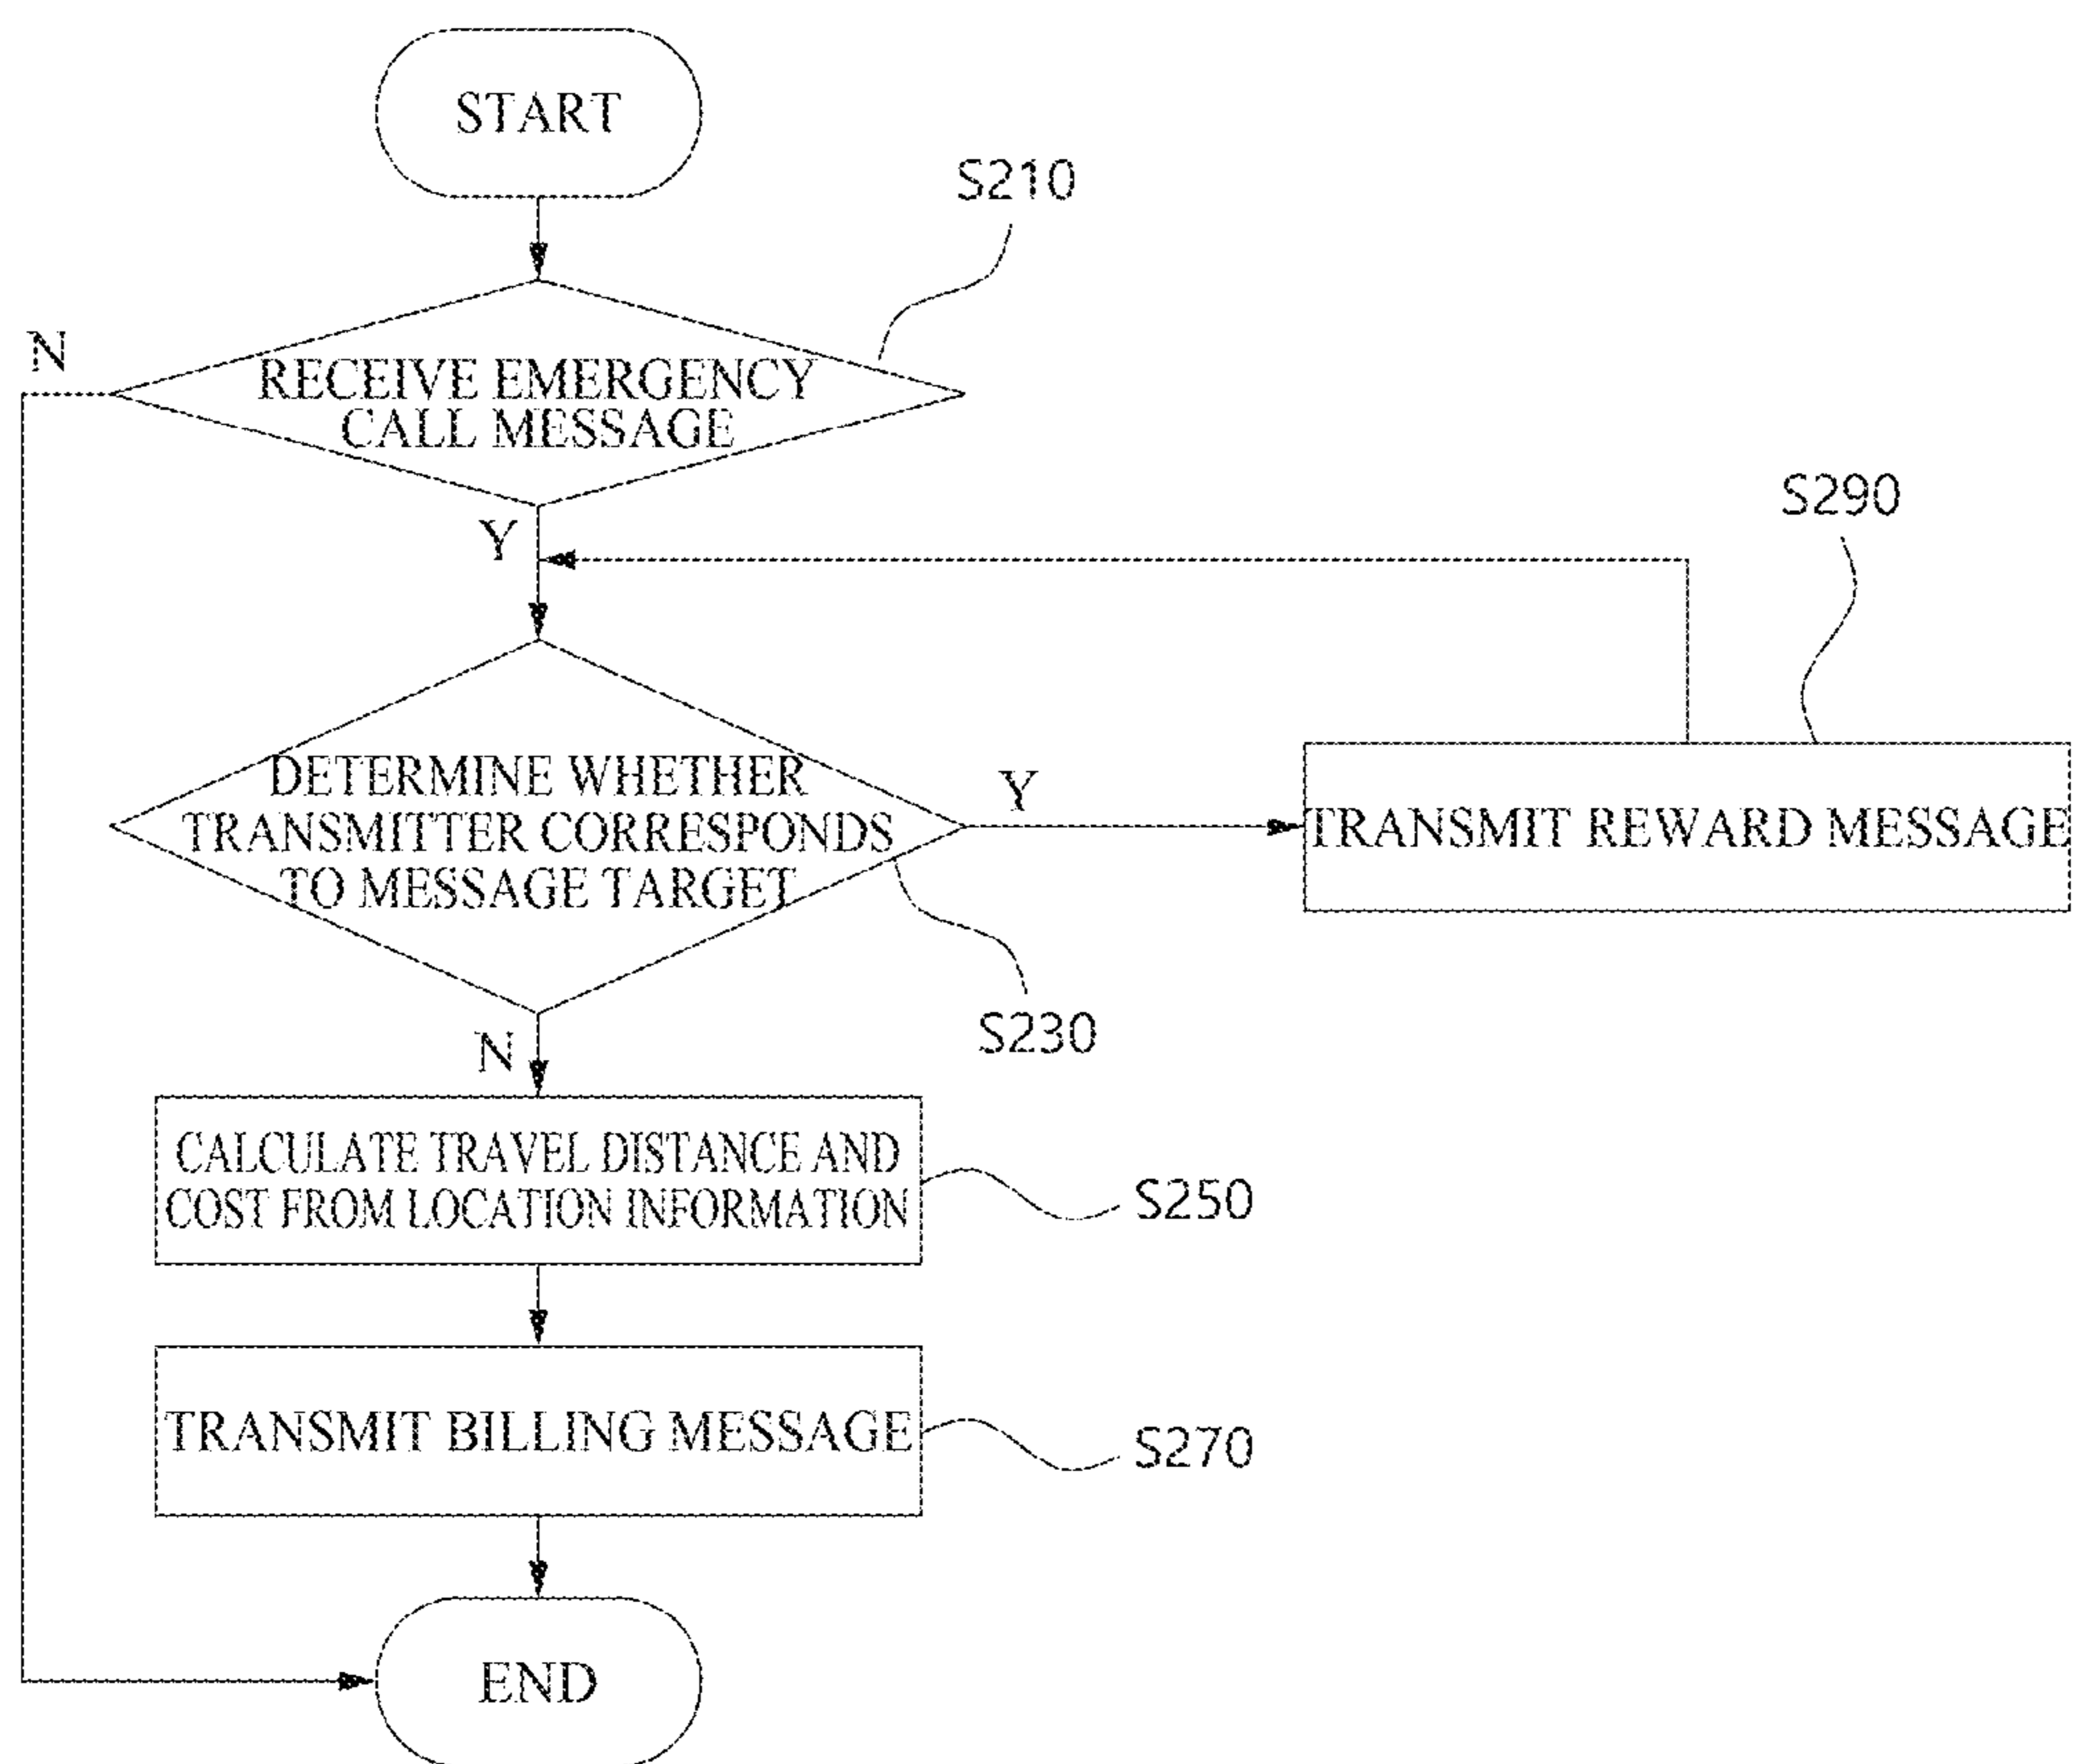 START
S210
N
RECEIVE EMERGENCY
CALL MESSAGE
S290
Y
DETERMINE WHETHER
TRANSMITTER CORRESPONDS
TO MESSAGE TARGET
Y
TRANSMIT REWARD MESSAGE
S230
N
CALCULATE TRAVEL DISTANCE AND
COST FROM LOCATION INFORMATION
S250
TRANSMIT BILLING MESSAGE
S270
END